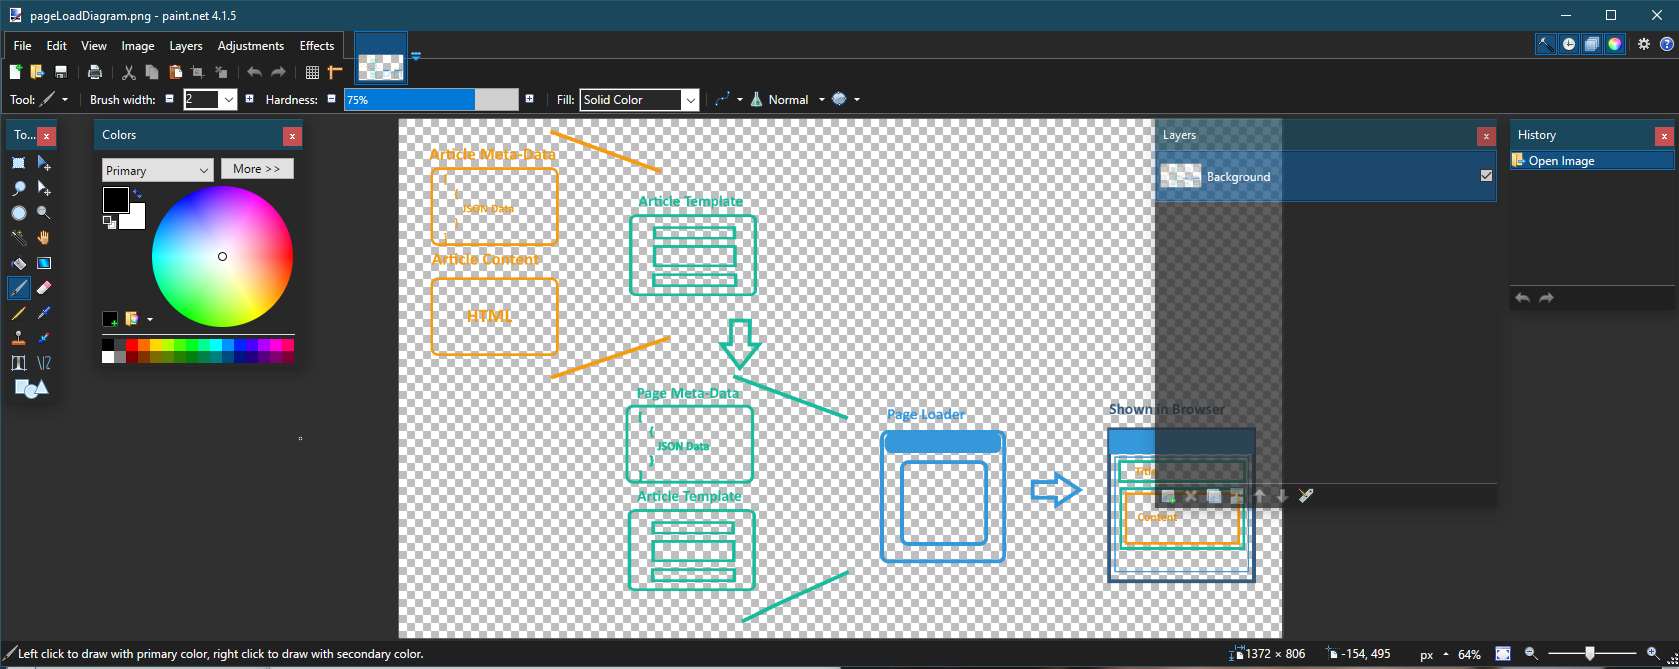 pageLoadDiagram.png - paint.net 4.1.5
File Edit View Image Layers Adjustments Effects
Tool: Brush width: 2 Hardness: 75% Fill: Solid Color Normal
To...
Colors
Primary
More >>
Layers
Background
History
Open Image
Article Meta-Data
[
{
JSON Data
}
]
Article Content
HTML
Article Template
Page Meta-Data
[
{
JSON Data
}
]
Article Template
Page Loader
Shown in Browser
Title
Content
Left click to draw with primary color, right click to draw with secondary color.
1372 × 806
-154, 495
px
64%